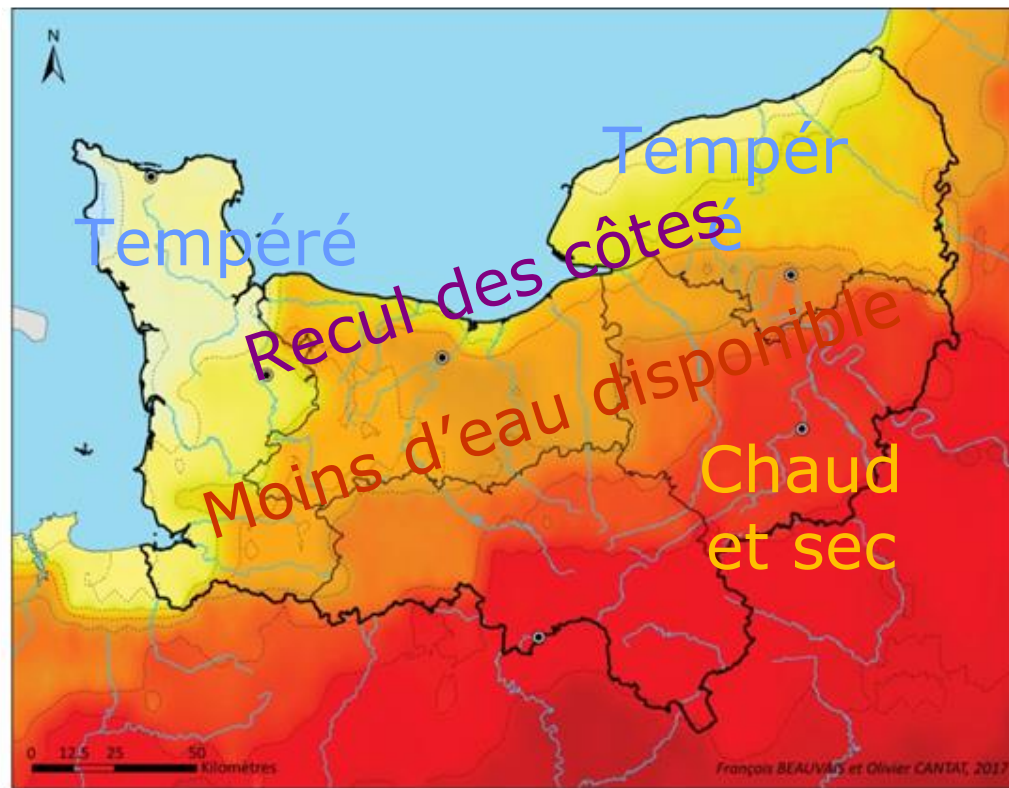 N
Tempér
é
Tempéré
Recul des côtes
Moins d’eau disponible
Chaud
et sec
0 12.5 25 50
Kilomètres
François BEAUVAIS et Olivier CANTAT, 2017